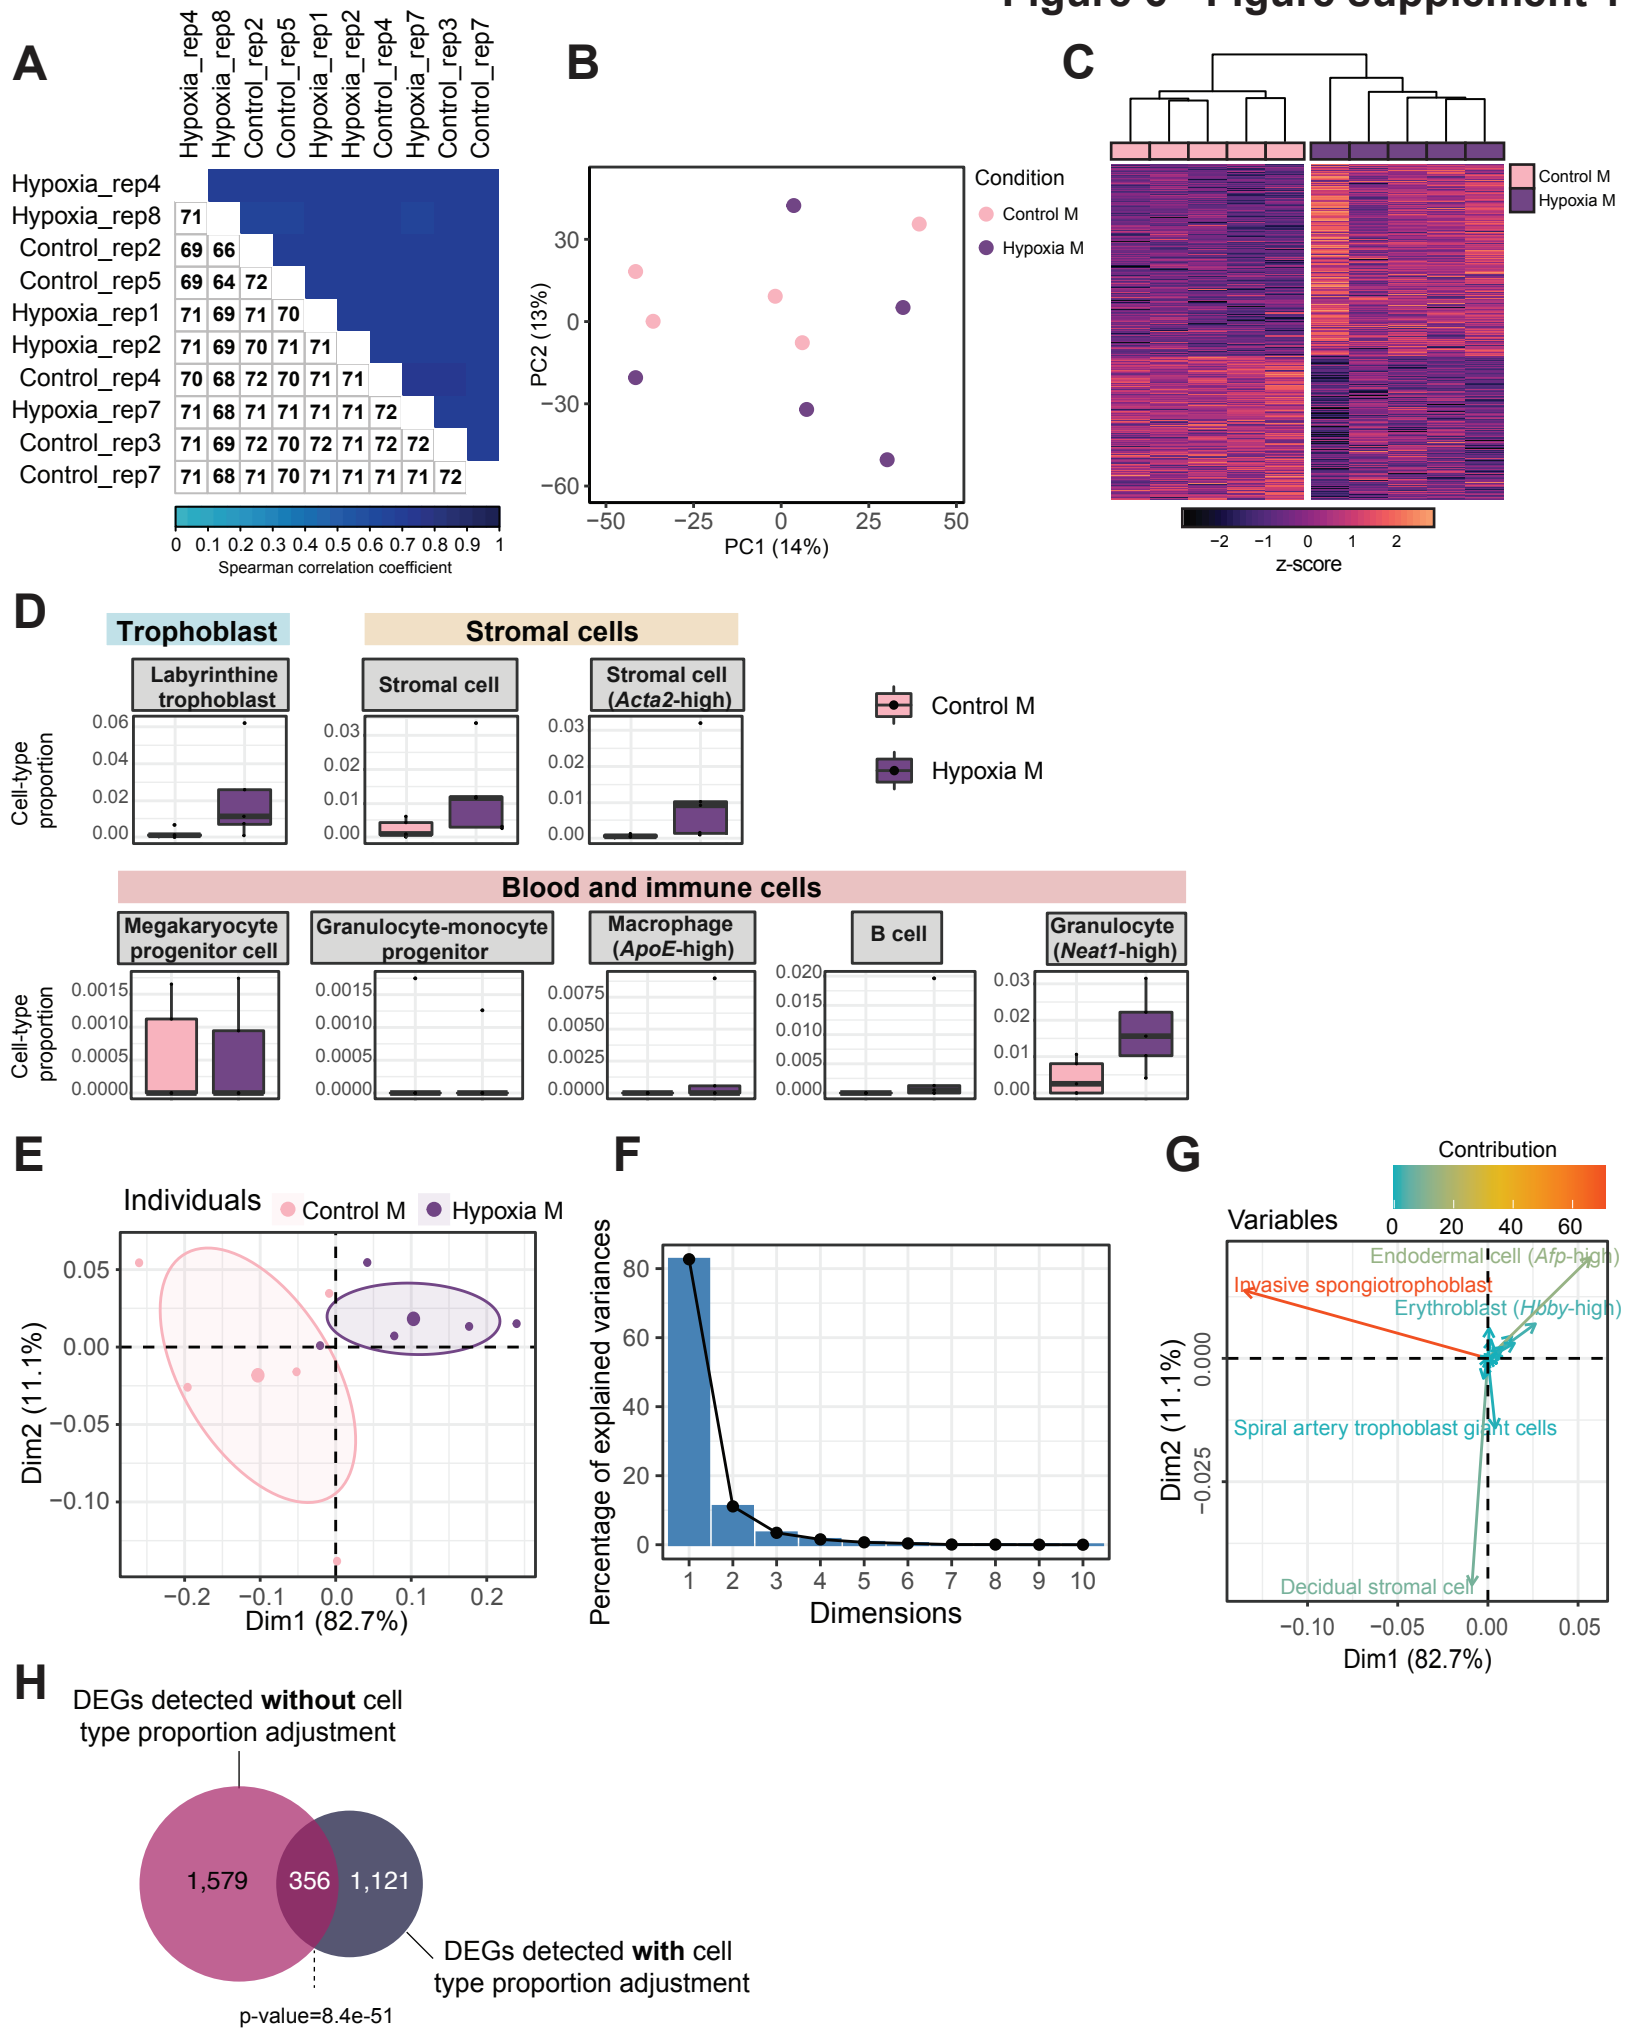 Figure 6 - Figure supplement 1
A
Hypoxia_rep4
Hypoxia_rep8
Control_rep2
Control_rep5
Hypoxia_rep1
Hypoxia_rep2
Control_rep4
Hypoxia_rep7
Control_rep3
Control_rep7
Hypoxia_rep4
Hypoxia_rep8 71
Control_rep2 69 66
Control_rep5 69 64 72
Hypoxia_rep1 71 69 71 70
Hypoxia_rep2 71 69 70 71 71
Control_rep4 70 68 72 70 71 71
Hypoxia_rep7 71 68 71 71 71 71 72
Control_rep3 71 69 72 70 72 71 72 72
Control_rep7 71 68 71 70 71 71 71 71 72
0 0.1 0.2 0.3 0.4 0.5 0.6 0.7 0.8 0.9 1
Spearman correlation coefficient
B
PC2 (13%)
30
0
−30
−60
−50 −25 0 25 50
PC1 (14%)
Condition
Control M
Hypoxia M
C
Control M
Hypoxia M
−2 −1 0 1 2
z-score
D
Trophoblast
Stromal cells
Labyrinthine
trophoblast
Stromal cell
Stromal cell
(Acta2-high)
Cell-type
proportion
0.06
0.04
0.02
0.00
0.03
0.02
0.01
0.00
0.03
0.02
0.01
0.00
Control M
Hypoxia M
Blood and immune cells
Megakaryocyte
progenitor cell
Granulocyte-monocyte
progenitor
Macrophage
(ApoE-high)
B cell
Granulocyte
(Neat1-high)
Cell-type
proportion
0.0015
0.0010
0.0005
0.0000
0.0015
0.0010
0.0005
0.0000
0.0075
0.0050
0.0025
0.0000
0.020
0.015
0.010
0.005
0.000
0.03
0.02
0.01
0.00
E
Individuals
Control M
Hypoxia M
Dim2 (11.1%)
0.05
0.00
−0.05
−0.10
−0.2 −0.1 0.0 0.1 0.2
Dim1 (82.7%)
F
Percentage of explained variances
80
60
40
20
0
1 2 3 4 5 6 7 8 9 10
Dimensions
G
Contribution
0 20 40 60
Variables
Endodermal cell (Afp-high)
Invasive spongiotrophoblast
Erythroblast (Hbby-high)
Spiral artery trophoblast giant cells
Decidual stromal cell
Dim2 (11.1%)
0.000
−0.025
−0.10 −0.05 0.00 0.05
Dim1 (82.7%)
H
DEGs detected without cell
type proportion adjustment
1,579 356 1,121
DEGs detected with cell
type proportion adjustment
p-value=8.4e-51